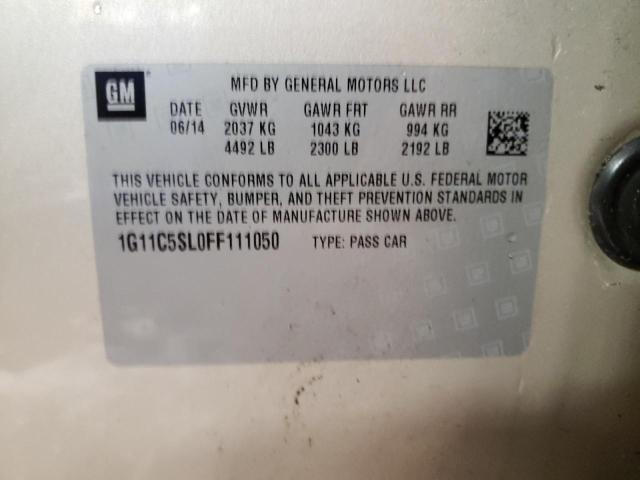 GM
MFD BY GENERAL MOTORS LLC
DATE GVWR GAWR FRT GAWR RR
06/14 2037 KG 1043 KG 994 KG
4492 LB 2300 LB 2192 LB
THIS VEHICLE CONFORMS TO ALL APPLICABLE U.S. FEDERAL MOTOR
VEHICLE SAFETY, BUMPER, AND THEFT PREVENTION STANDARDS IN
EFFECT ON THE DATE OF MANUFACTURE SHOWN ABOVE.
1G11C5SL0FF111050 TYPE: PASS CAR